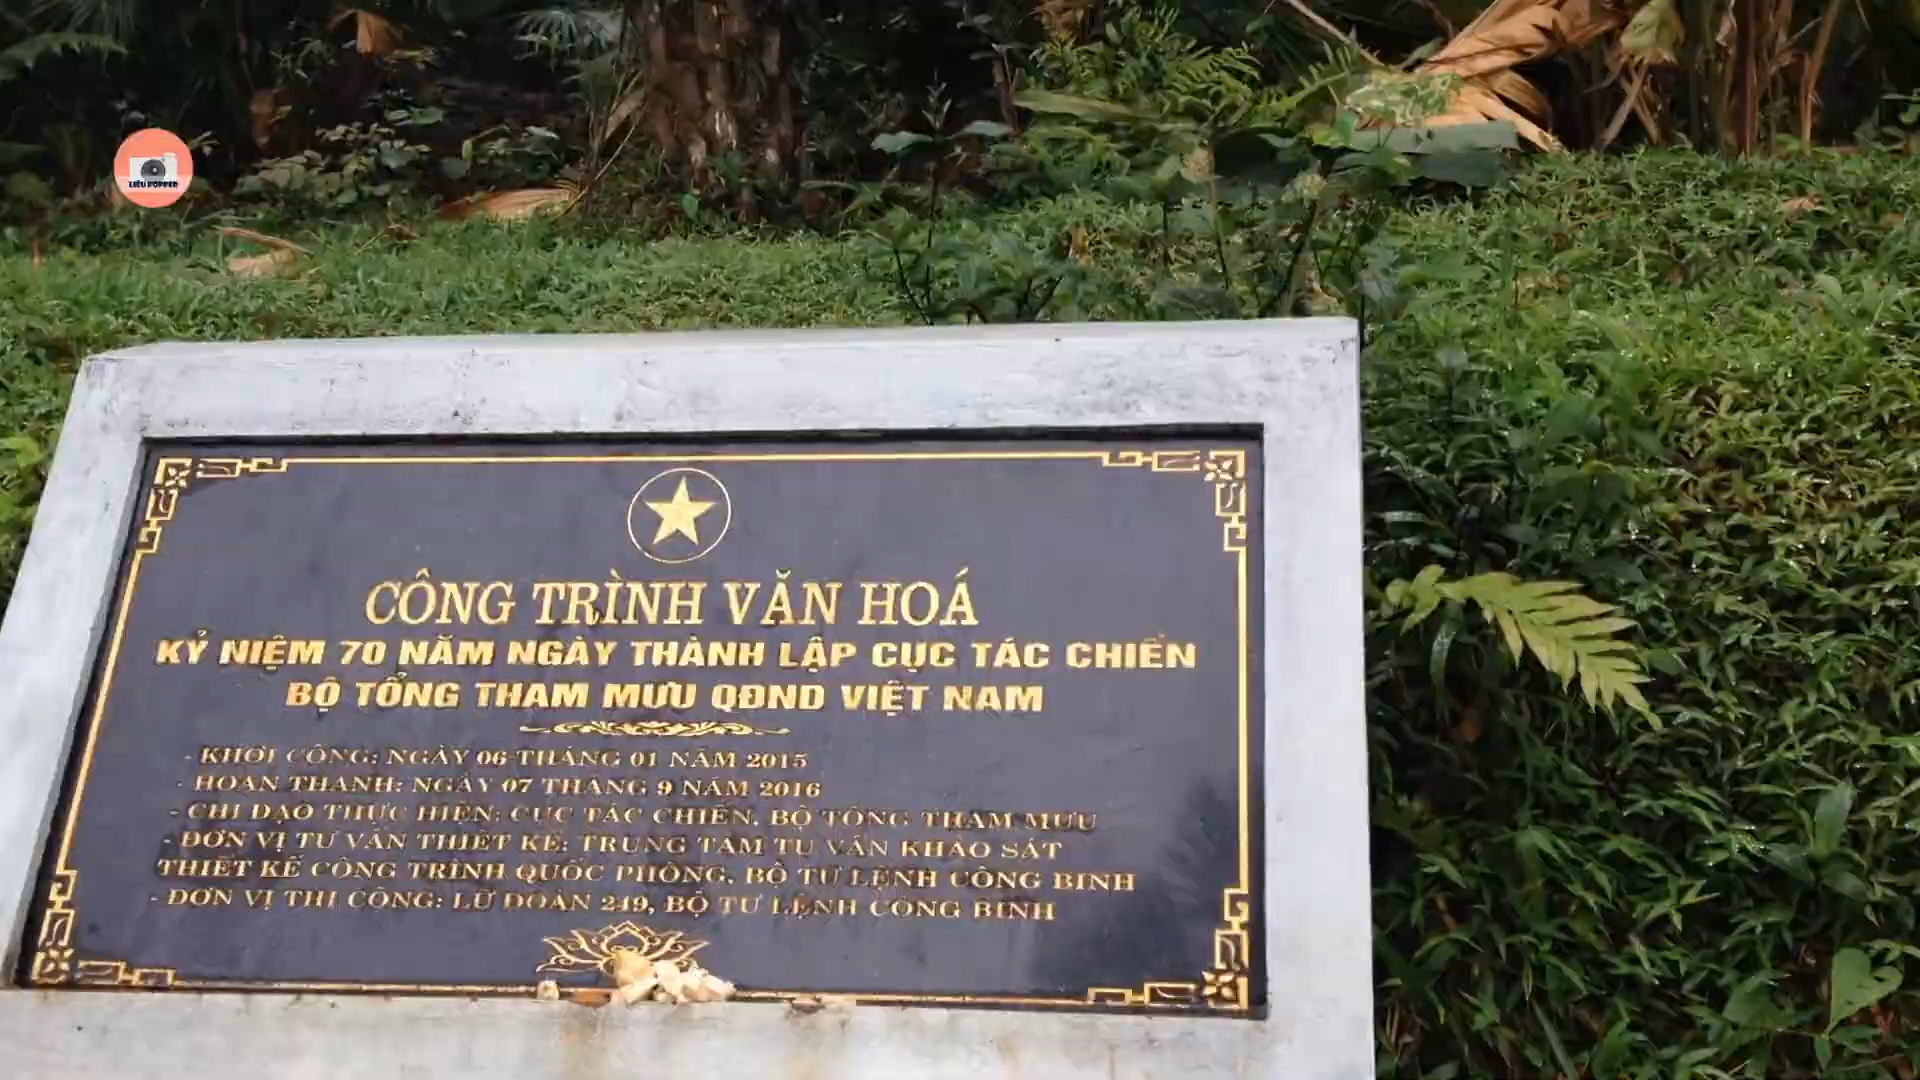 LIÊU POPPER
CÔNG TRÌNH VĂN HOÁ
KỶ NIỆM 70 NĂM NGÀY THÀNH LẬP CỤC TÁC CHIẾN
BỘ TỔNG THAM MƯU QĐND VIỆT NAM
- KHỞI CÔNG: NGÀY 06 THÁNG 01 NĂM 2015
- HOÀN THÀNH: NGÀY 07 THÁNG 9 NĂM 2016
- CHỈ ĐẠO THỰC HIỆN: CỤC TÁC CHIẾN, BỘ TỔNG THAM MƯU
- ĐƠN VỊ TƯ VẤN THIẾT KẾ: TRUNG TÂM TƯ VẤN KHẢO SÁT
THIẾT KẾ CÔNG TRÌNH QUỐC PHÒNG, BỘ TƯ LỆNH CÔNG BINH
- ĐƠN VỊ THI CÔNG: LỮ ĐOÀN 249, BỘ TƯ LỆNH CÔNG BINH